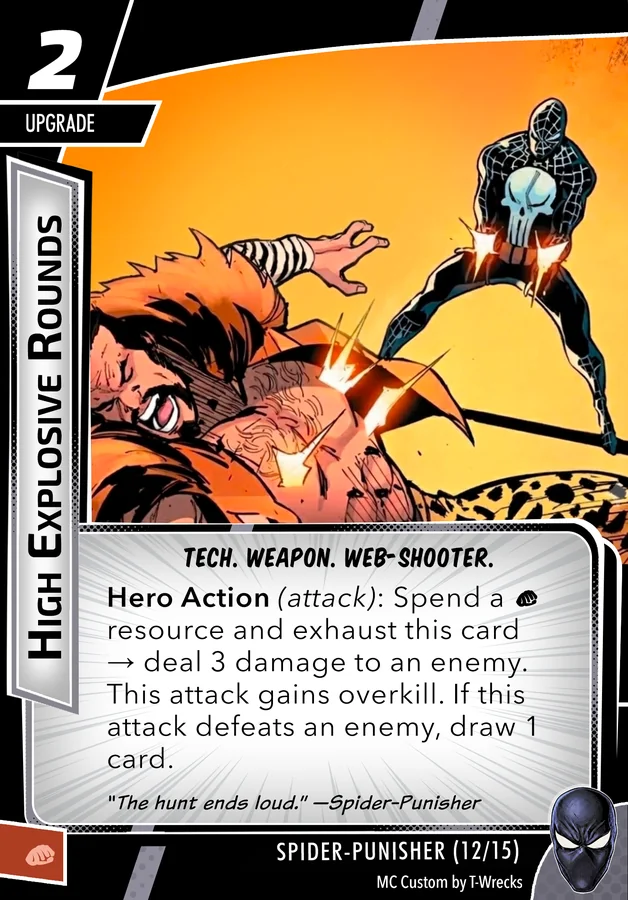 2
UPGRADE
HIGH EXPLOSIVE ROUNDS
TECH. WEAPON. WEB-SHOOTER.
Hero Action (attack): Spend a
resource and exhaust this card
→ deal 3 damage to an enemy.
This attack gains overkill. If this
attack defeats an enemy, draw 1
card.
"The hunt ends loud." —Spider-Punisher
SPIDER-PUNISHER (12/15)
MC Custom by T-Wrecks